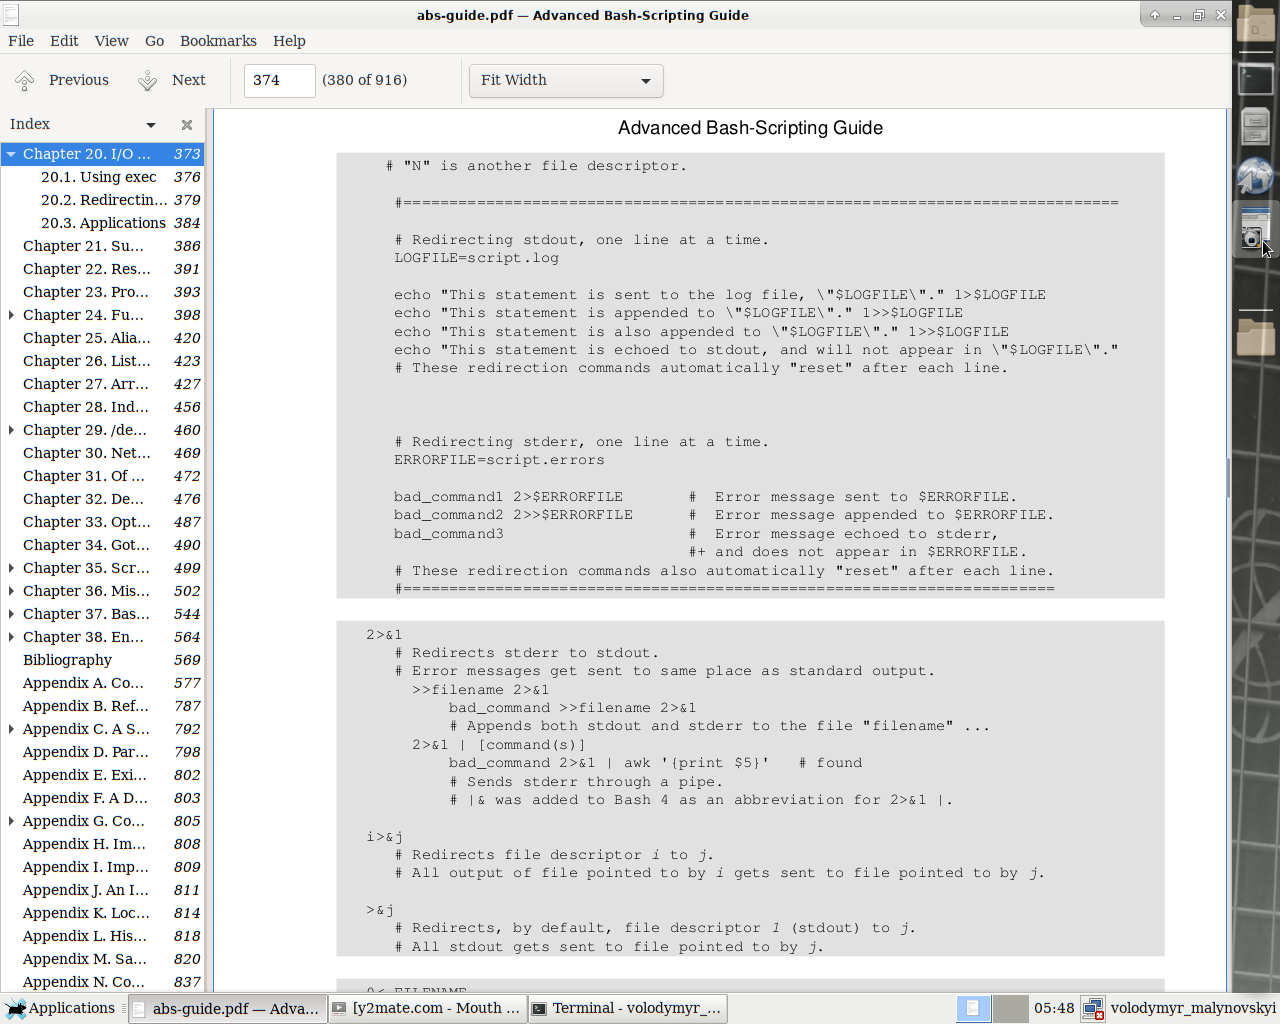 abs-guide.pdf — Advanced Bash-Scripting Guide
File Edit View Go Bookmarks Help
Previous Next 374 (380 of 916) Fit Width
Index
Chapter 20. I/O ... 373
20.1. Using exec 376
20.2. Redirectin... 379
20.3. Applications 384
Chapter 21. Su... 386
Chapter 22. Res... 391
Chapter 23. Pro... 393
Chapter 24. Fu... 398
Chapter 25. Alia... 420
Chapter 26. List... 423
Chapter 27. Arr... 427
Chapter 28. Ind... 456
Chapter 29. /de... 460
Chapter 30. Net... 469
Chapter 31. Of ... 472
Chapter 32. De... 476
Chapter 33. Opt... 487
Chapter 34. Got... 490
Chapter 35. Scr... 499
Chapter 36. Mis... 502
Chapter 37. Bas... 544
Chapter 38. En... 564
Bibliography 569
Appendix A. Co... 577
Appendix B. Ref... 787
Appendix C. A S... 792
Appendix D. Par... 798
Appendix E. Exi... 802
Appendix F. A D... 803
Appendix G. Co... 805
Appendix H. Im... 808
Appendix I. Imp... 809
Appendix J. An I... 811
Appendix K. Loc... 814
Appendix L. His... 818
Appendix M. Sa... 820
Appendix N. Co... 837
Advanced Bash-Scripting Guide
# "N" is another file descriptor.
#==============================================================================
# Redirecting stdout, one line at a time.
LOGFILE=script.log
echo "This statement is sent to the log file, \"$LOGFILE\"." 1>$LOGFILE
echo "This statement is appended to \"$LOGFILE\"." 1>>$LOGFILE
echo "This statement is also appended to \"$LOGFILE\"." 1>>$LOGFILE
echo "This statement is echoed to stdout, and will not appear in \"$LOGFILE\"."
# These redirection commands automatically "reset" after each line.
# Redirecting stderr, one line at a time.
ERRORFILE=script.errors
bad_command1 2>$ERRORFILE # Error message sent to $ERRORFILE.
bad_command2 2>>$ERRORFILE # Error message appended to $ERRORFILE.
bad_command3 # Error message echoed to stderr,
#+ and does not appear in $ERRORFILE.
# These redirection commands also automatically "reset" after each line.
#=======================================================================
2>&1
# Redirects stderr to stdout.
# Error messages get sent to same place as standard output.
>>filename 2>&1
bad_command >>filename 2>&1
# Appends both stdout and stderr to the file "filename" ...
2>&1 | [command(s)]
bad_command 2>&1 | awk '{print $5}' # found
# Sends stderr through a pipe.
# |& was added to Bash 4 as an abbreviation for 2>&1 |.
i>&j
# Redirects file descriptor i to j.
# All output of file pointed to by i gets sent to file pointed to by j.
>&j
# Redirects, by default, file descriptor 1 (stdout) to j.
# All stdout gets sent to file pointed to by j.
0< FILENAME
Applications abs-guide.pdf — Adva... [y2mate.com - Mouth ... Terminal - volodymyr_... 05:48 volodymyr_malynovskyi